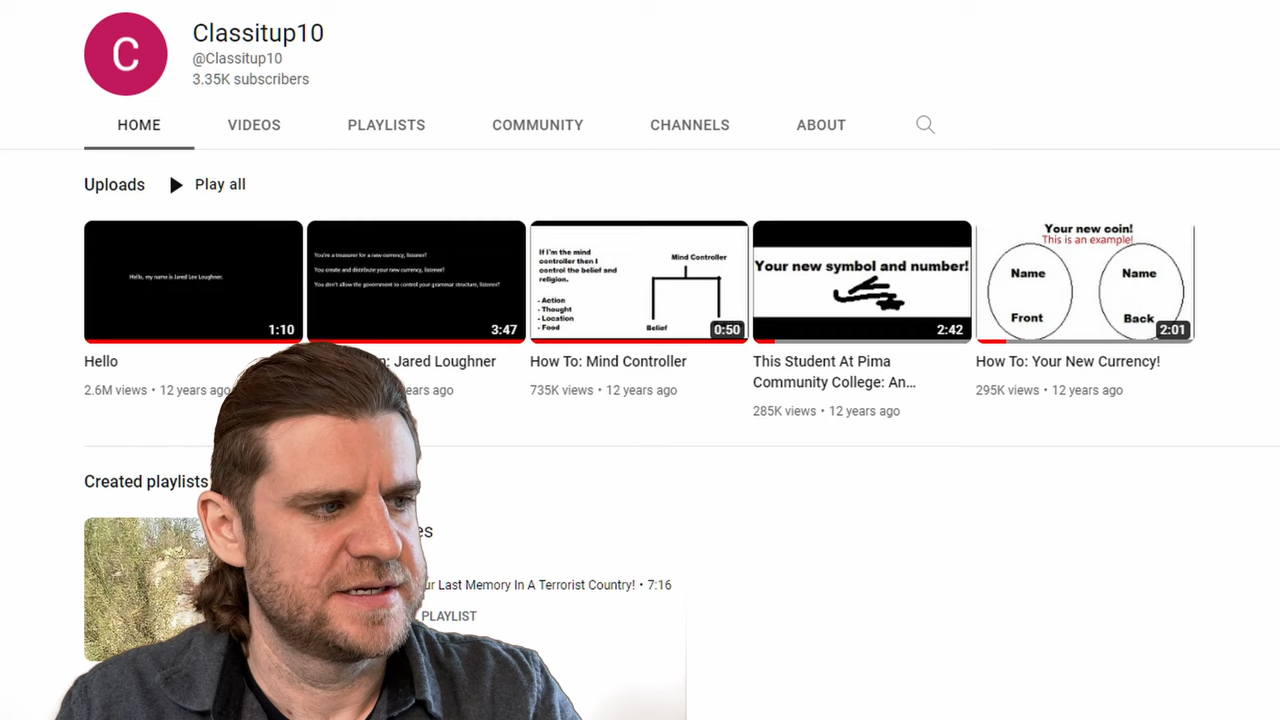 C
Classitup10
@Classitup10
3.35K subscribers
HOME VIDEOS PLAYLISTS COMMUNITY CHANNELS ABOUT
Uploads Play all
Hello, my name is Jared Lee Loughner.
1:10
You're a treasurer for a new currency, listener?
You create and distribute your new currency, listener?
You don't allow the government to control your grammar structure, listener?
3:47
If I'm the mind
controller then I
control the belief and
religion.
- Action
- Thought
- Location
- Food
Mind Controller
Belief
0:50
Your new symbol and number!
2:42
Your new coin!
This is an example!
Name Name
Front Back
2:01
Hello
2.6M views • 12 years ago
Jared Loughner
ago
How To: Mind Controller
735K views • 12 years ago
This Student At Pima
Community College: An...
285K views • 12 years ago
How To: Your New Currency!
295K views • 12 years ago
Created playlists
Last Memory In A Terrorist Country! • 7:16
PLAYLIST